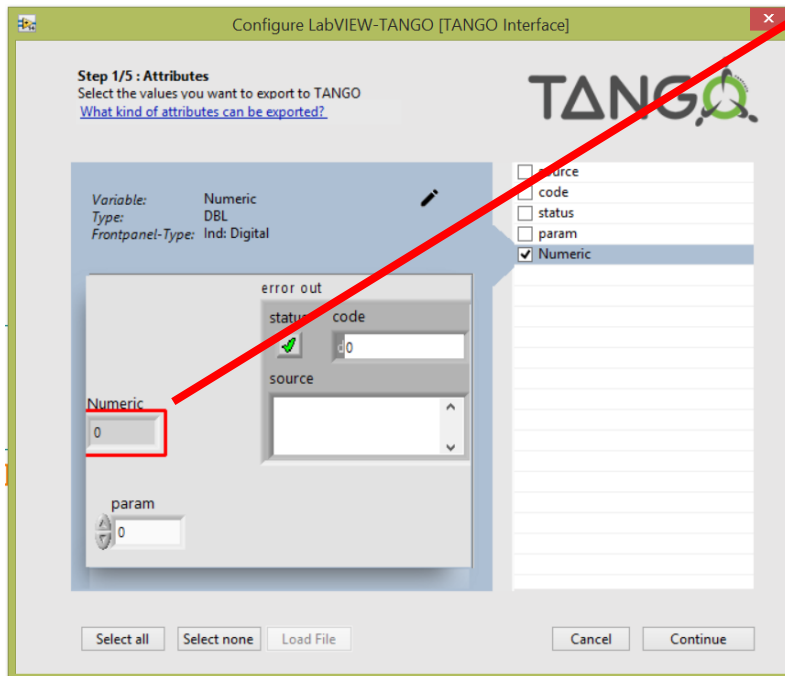 Configure LabVIEW-TANGO [TANGO Interface]
Step 1/5 : Attributes
Select the values you want to export to TANGO
What kind of attributes can be exported?
TANGO
Variable: Numeric
Type: DBL
Frontpanel-Type: Ind: Digital
source
code
status
param
Numeric
error out
status code
d 0
source
Numeric
0
param
0
Select all Select none Load File Cancel Continue